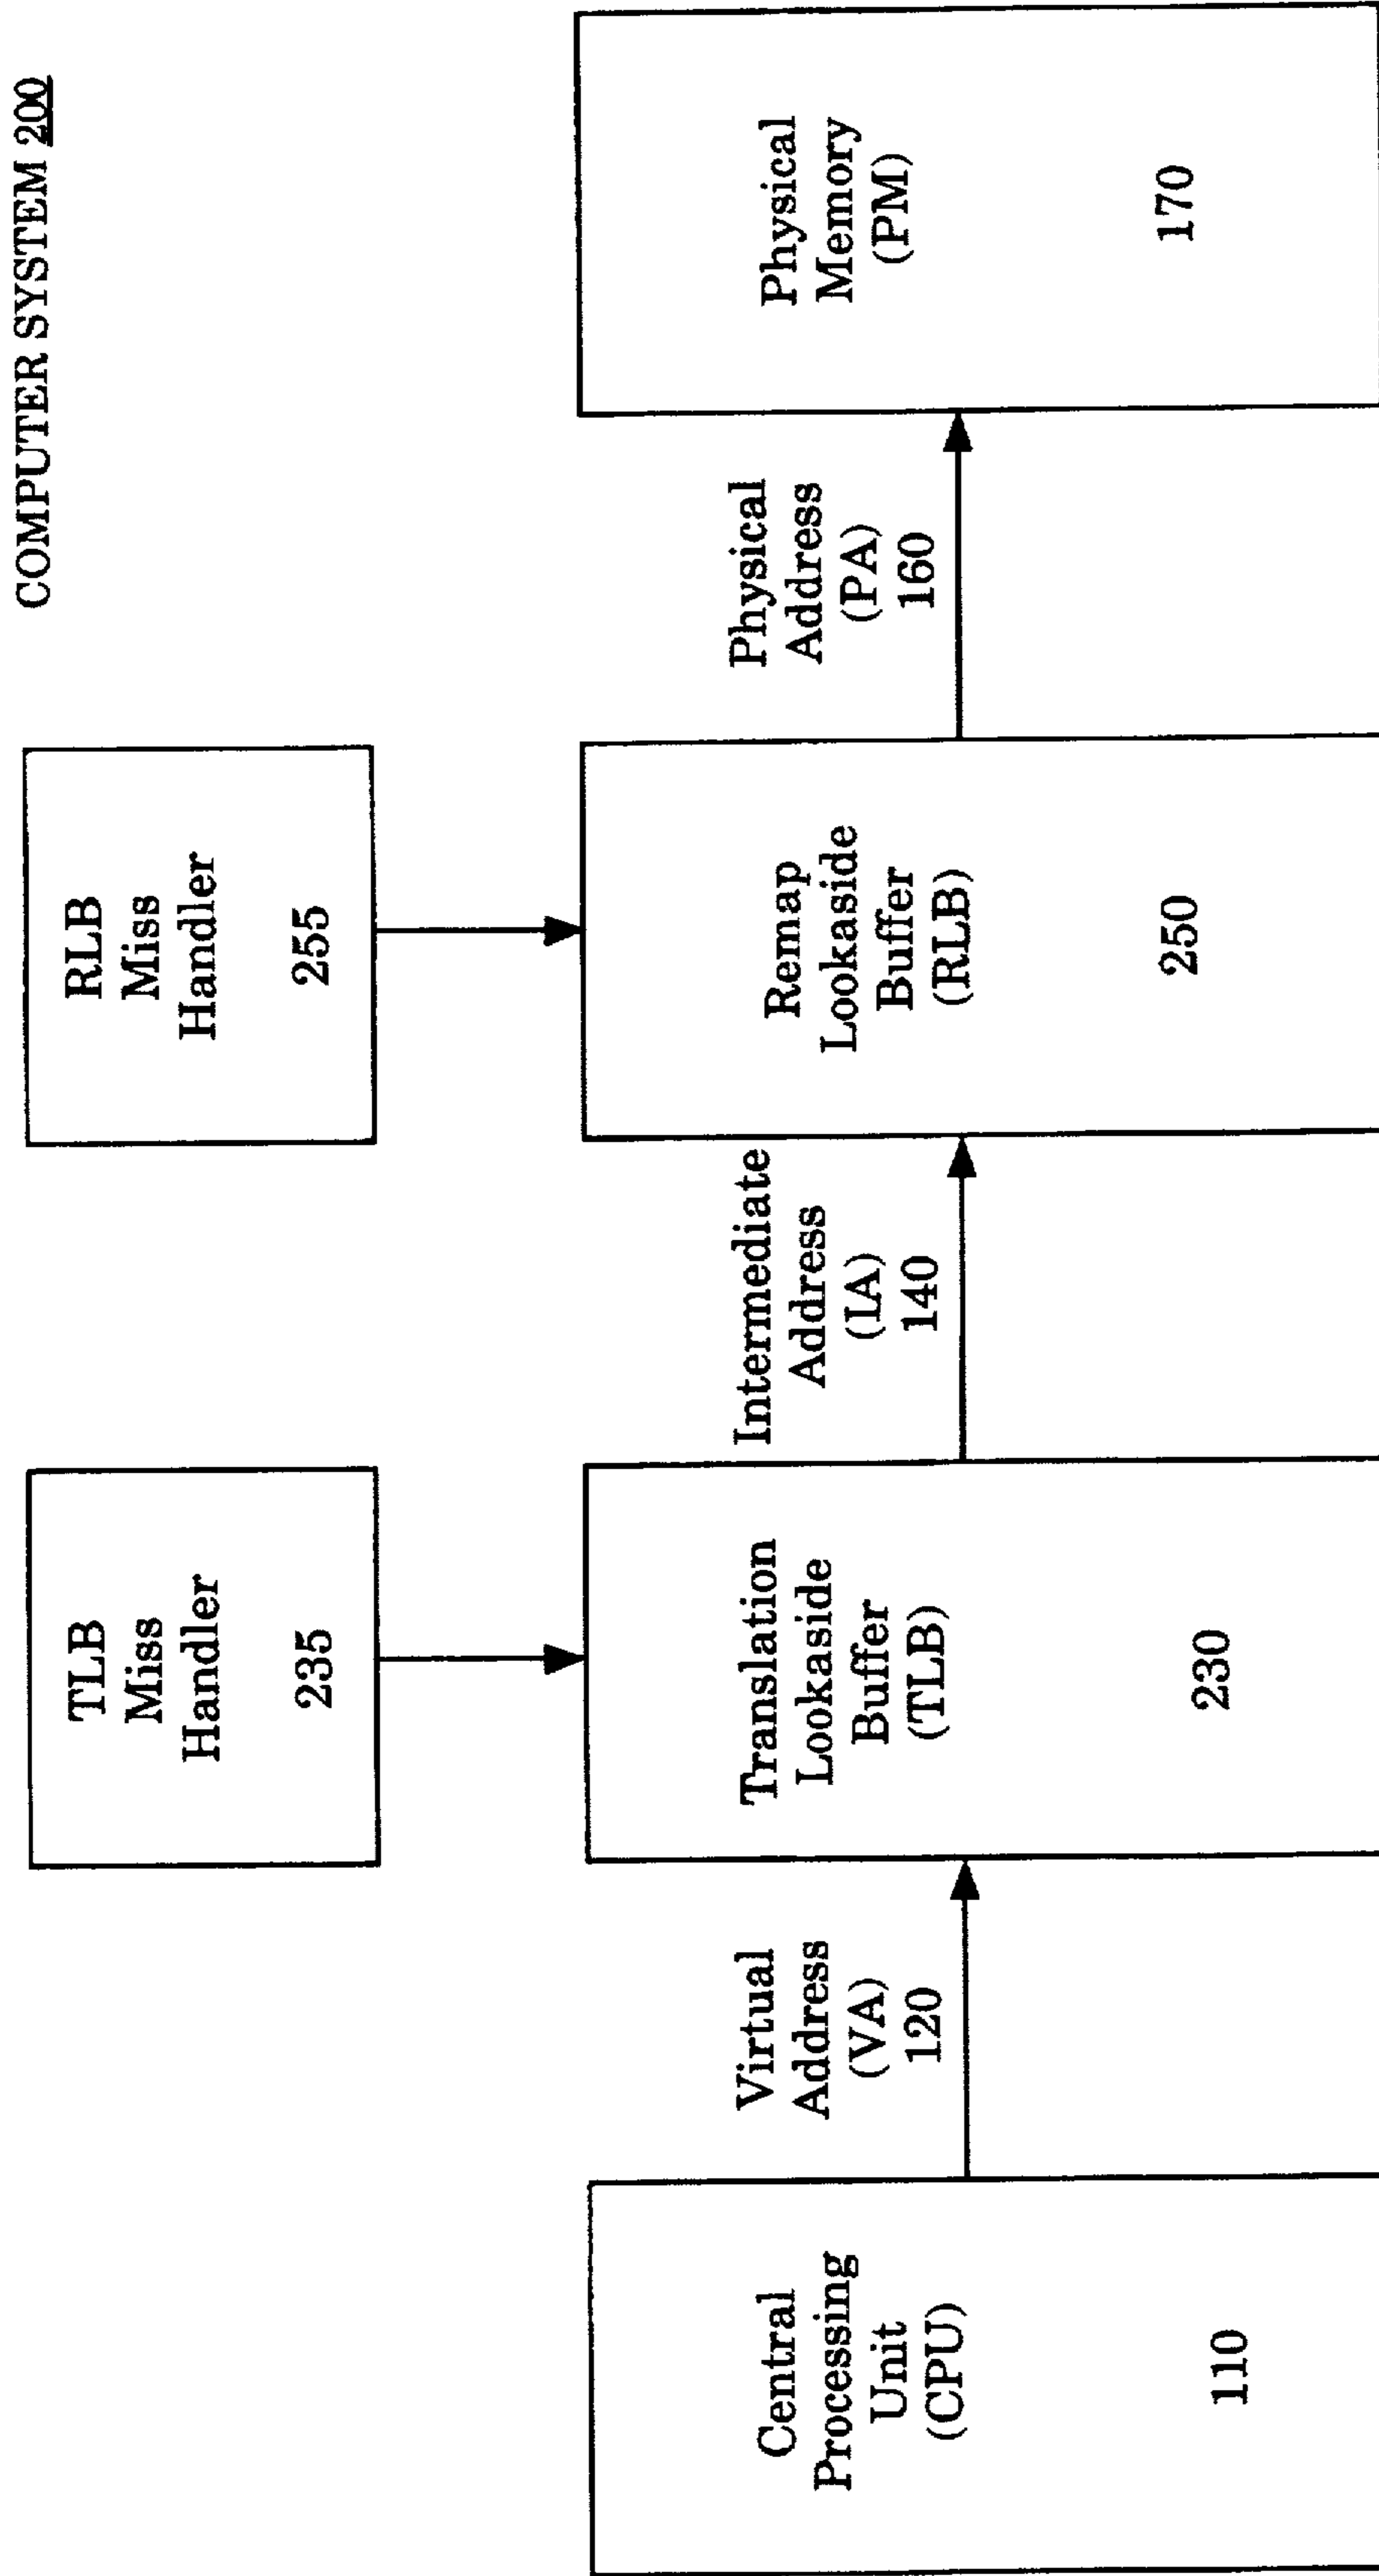 COMPUTER SYSTEM 200
TLB
Miss
Handler
235
RLB
Miss
Handler
255
Central
Processing
Unit
(CPU)
110
Virtual
Address
(VA)
120
Translation
Lookaside
Buffer
(TLB)
230
Intermediate
Address
(IA)
140
Remap
Lookaside
Buffer
(RLB)
250
Physical
Address
(PA)
160
Physical
Memory
(PM)
170